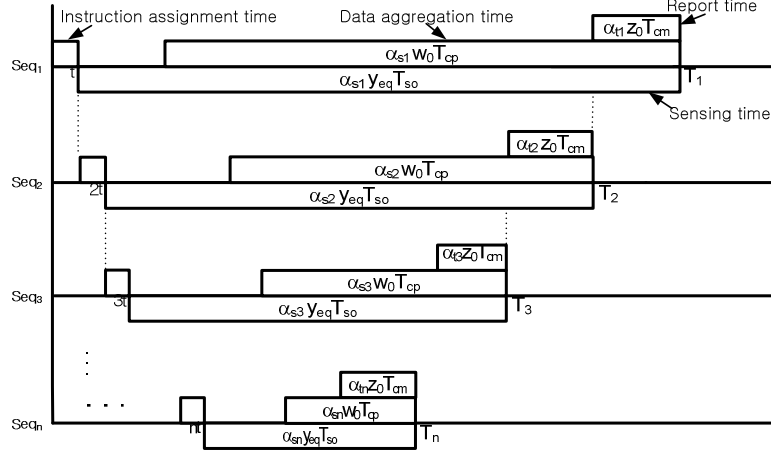 Instruction assignment time
Data aggregation time
Report time
αt1z0Tcm
Seq1
αs1w0Tcp
t
αs1yeqTso
T1
Sensing time
αt2z0Tcm
Seq2
αs2w0Tcp
2t
αs2yeqTso
T2
αt3z0Tcm
Seq3
αs3w0Tcp
3t
αs3yeqTso
T3
αtnz0Tcm
Seqn
αsnw0Tcp
nt
αsnyeqTso
Tn